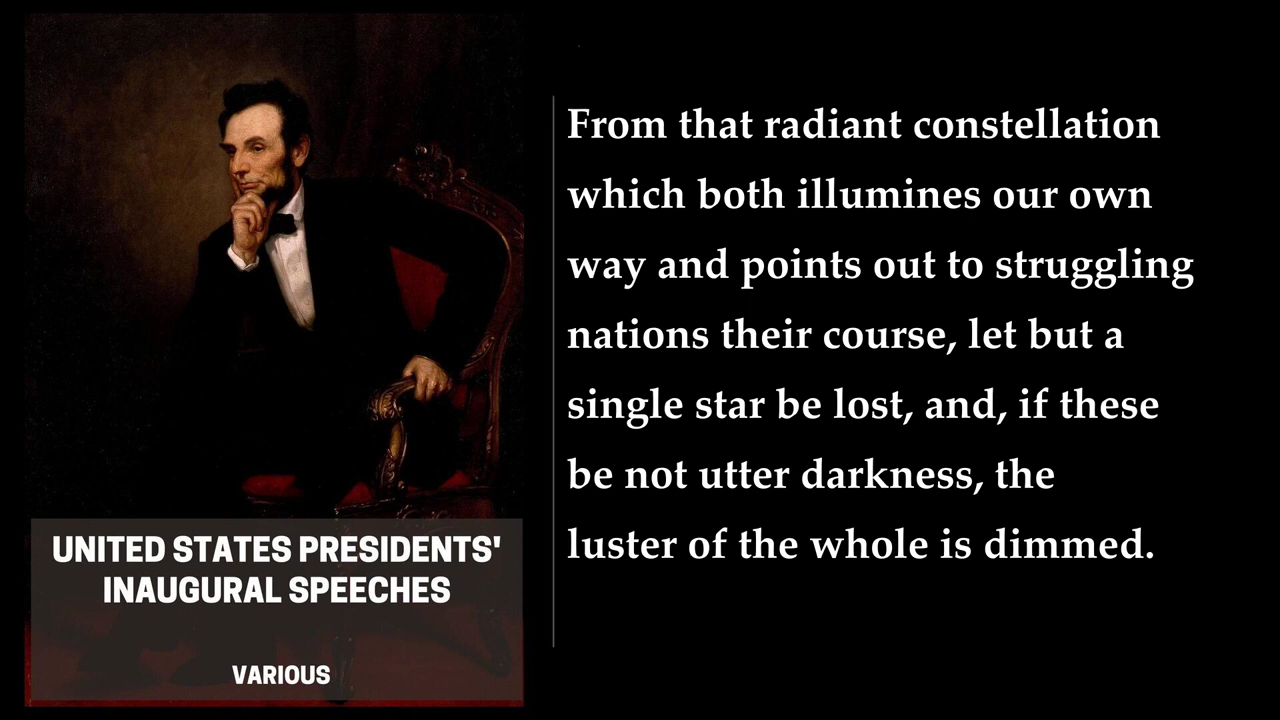 From that radiant constellation
which both illumines our own
way and points out to struggling
nations their course, let but a
single star be lost, and, if these
be not utter darkness, the
luster of the whole is dimmed.
UNITED STATES PRESIDENTS'
INAUGURAL SPEECHES
VARIOUS